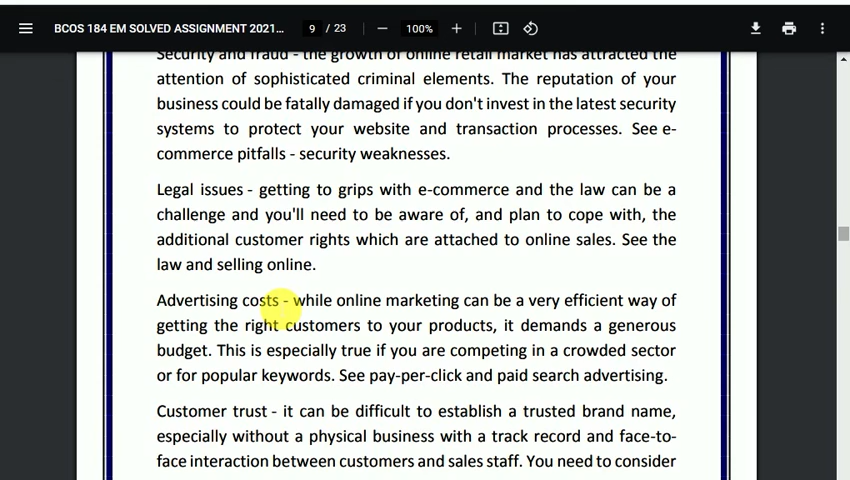 BCOS 184 EM SOLVED ASSIGNMENT 2021... 9 / 23 100%
Security and fraud - the growth of online retail market has attracted the
attention of sophisticated criminal elements. The reputation of your
business could be fatally damaged if you don't invest in the latest security
systems to protect your website and transaction processes. See e-
commerce pitfalls - security weaknesses.
Legal issues - getting to grips with e-commerce and the law can be a
challenge and you'll need to be aware of, and plan to cope with, the
additional customer rights which are attached to online sales. See the
law and selling online.
Advertising costs - while online marketing can be a very efficient way of
getting the right customers to your products, it demands a generous
budget. This is especially true if you are competing in a crowded sector
or for popular keywords. See pay-per-click and paid search advertising.
Customer trust - it can be difficult to establish a trusted brand name,
especially without a physical business with a track record and face-to-
face interaction between customers and sales staff. You need to consider